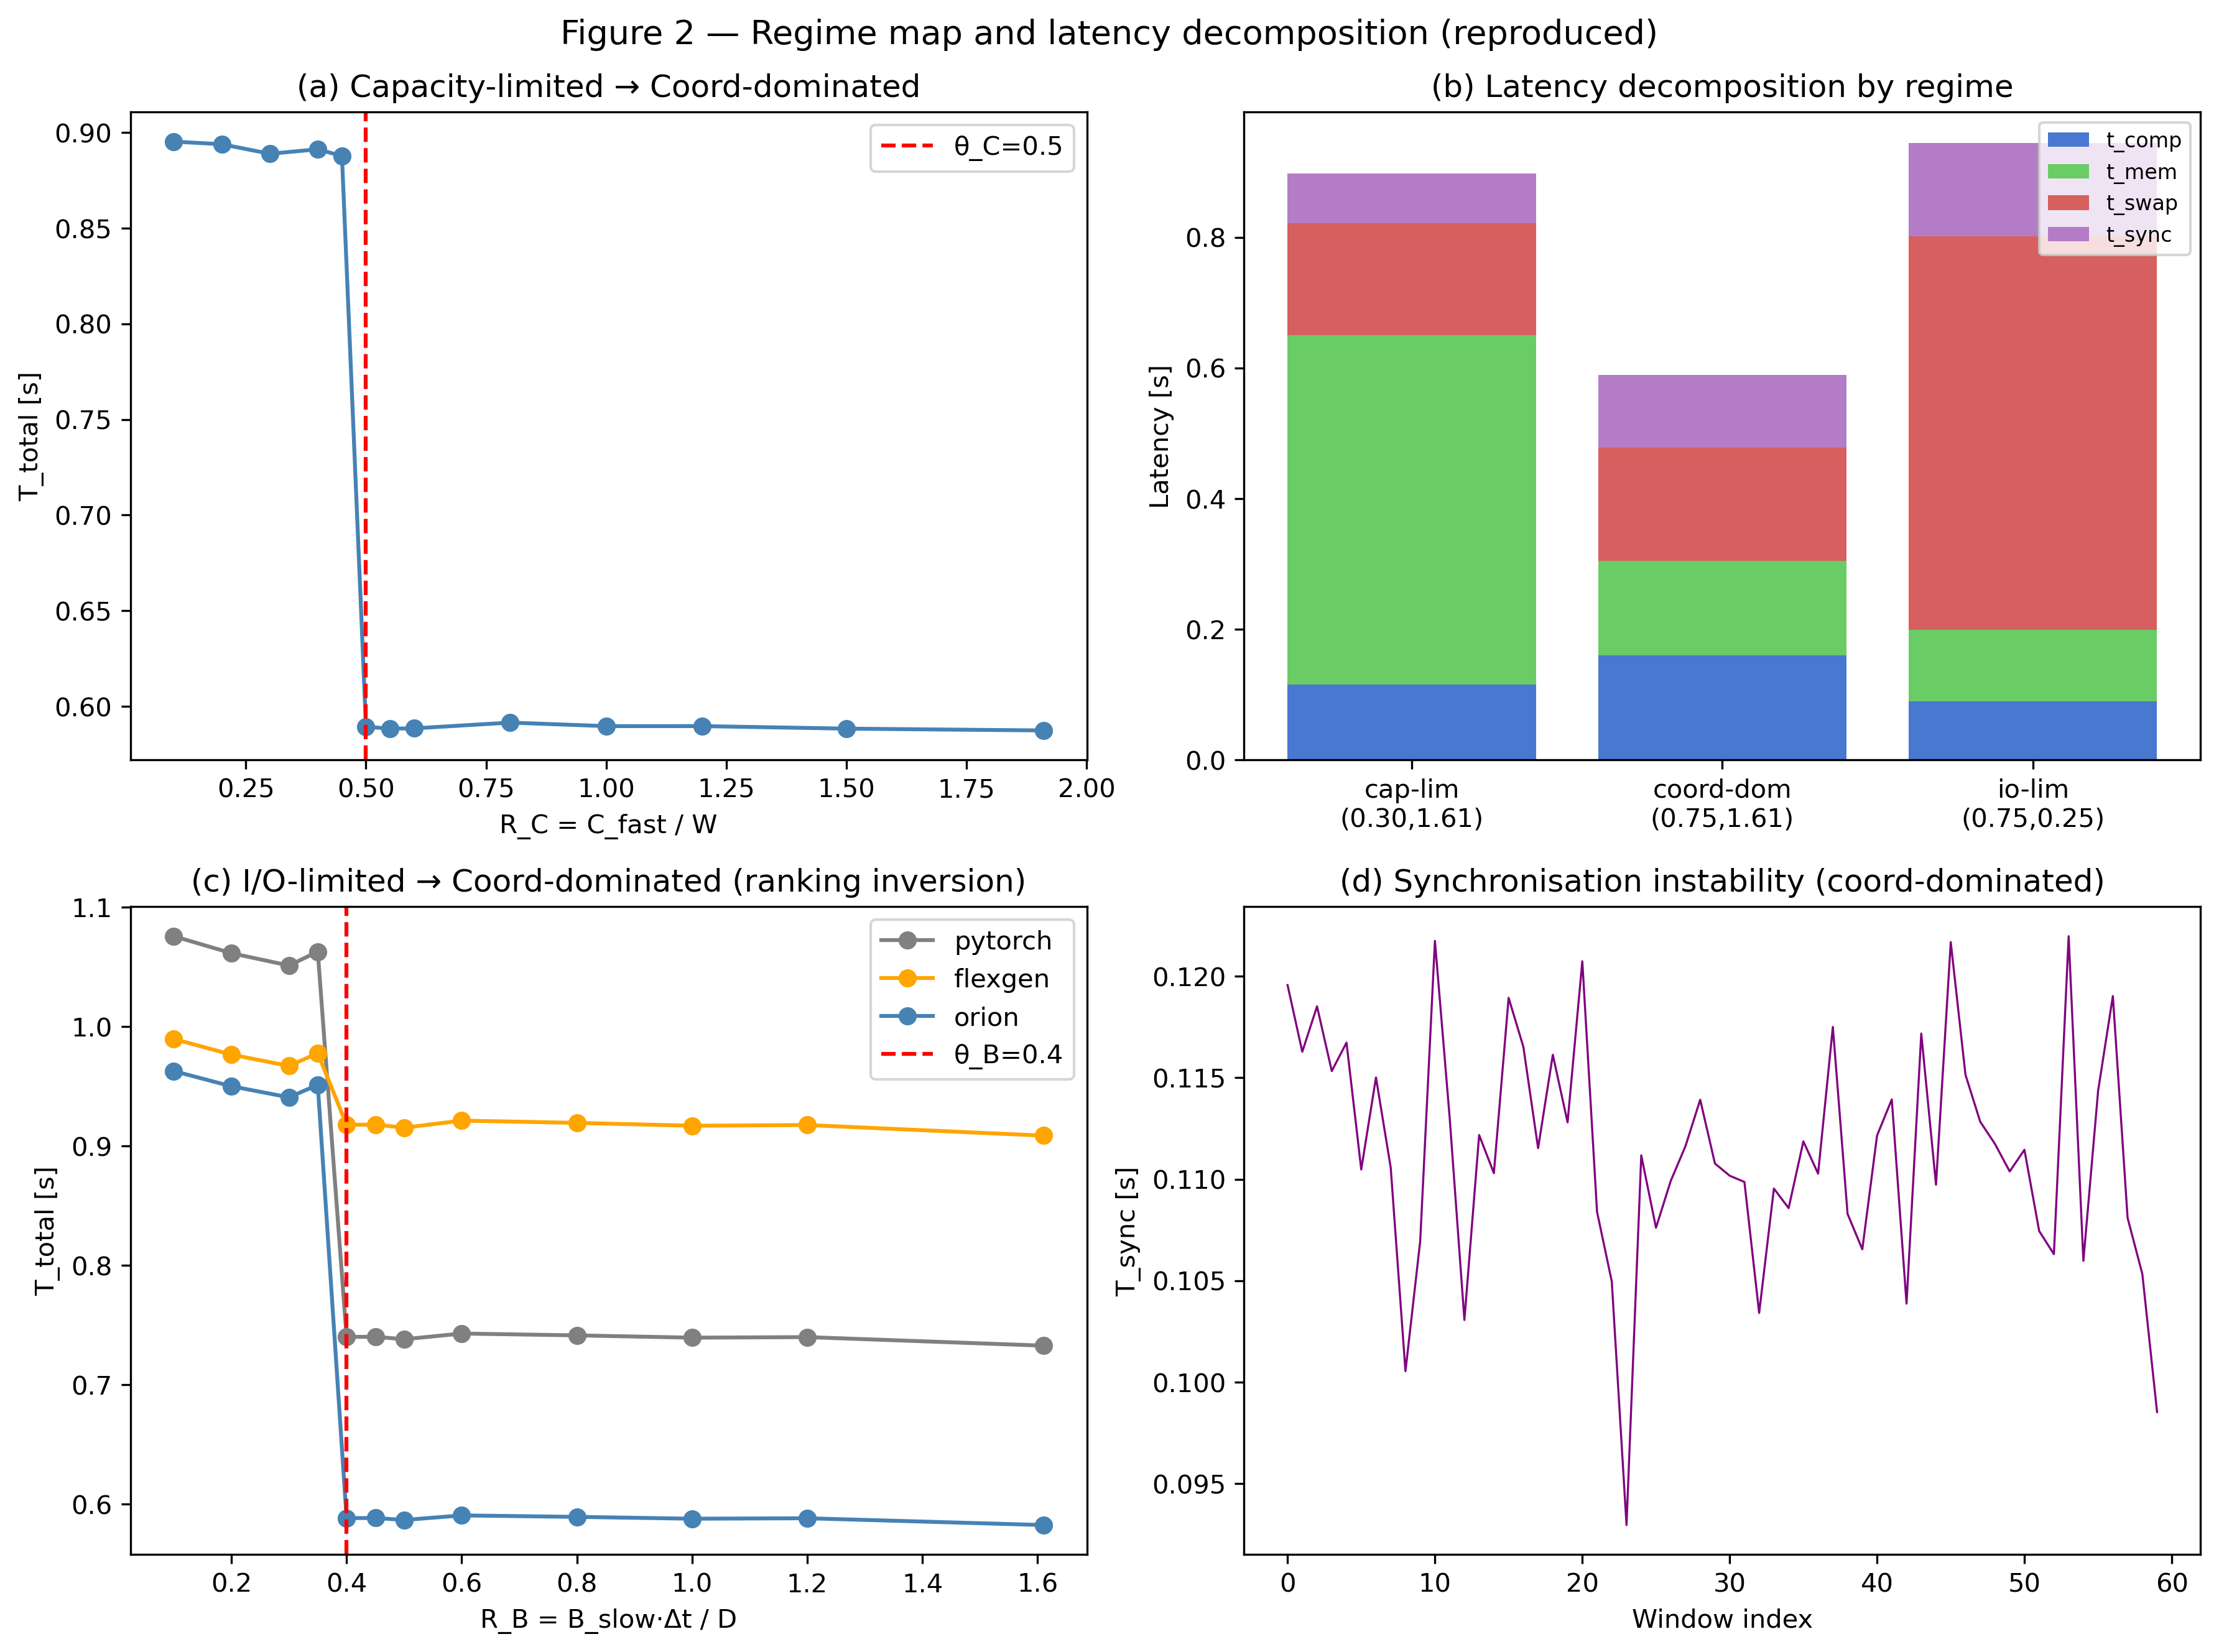 Figure 2 — Regime map and latency decomposition (reproduced)
(a) Capacity-limited → Coord-dominated
T_total [s]
0.90
0.85
0.80
0.75
0.70
0.65
0.60
θ_C=0.5
0.25 0.50 0.75 1.00 1.25 1.50 1.75 2.00
R_C = C_fast / W
(b) Latency decomposition by regime
Latency [s]
0.8
0.6
0.4
0.2
0.0
t_comp
t_mem
t_swap
t_sync
cap-lim
(0.30,1.61)
coord-dom
(0.75,1.61)
io-lim
(0.75,0.25)
(c) I/O-limited → Coord-dominated (ranking inversion)
T_total [s]
1.1
1.0
0.9
0.8
0.7
0.6
pytorch
flexgen
orion
θ_B=0.4
0.2 0.4 0.6 0.8 1.0 1.2 1.4 1.6
R_B = B_slow·Δt / D
(d) Synchronisation instability (coord-dominated)
T_sync [s]
0.120
0.115
0.110
0.105
0.100
0.095
0 10 20 30 40 50 60
Window index